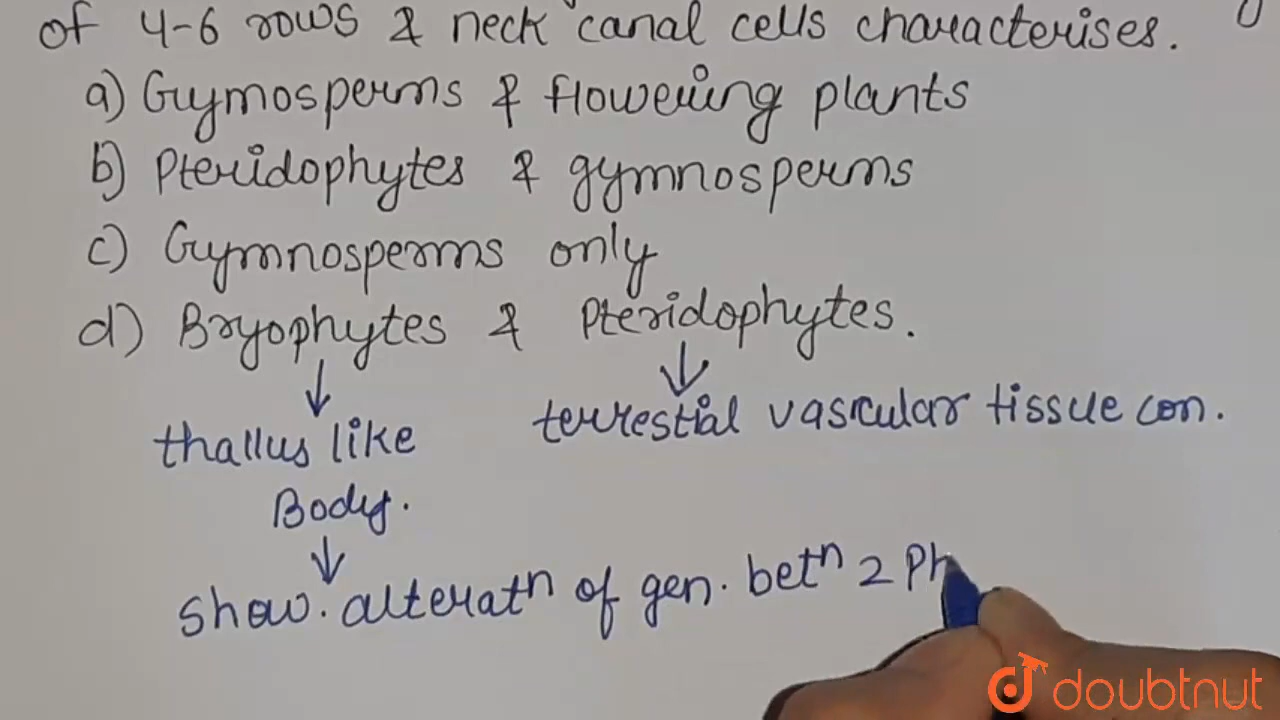 of 4-6 rows & neck canal cells characterises.
a) Gymosperms & flowering plants
b) Pteridophytes & gymnosperms
c) Gymnosperms only
d) Bryophytes & Pteridophytes.
terrestial vascular tissue con.
thallus like
Body.
show. alteratn of gen. betn 2 Ph
doubtnut